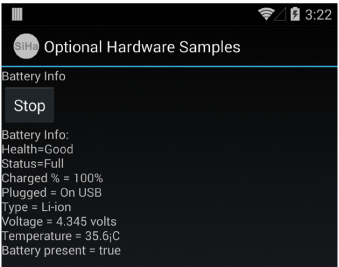 3:22
SiHa Optional Hardware Samples
Battery Info
Stop
Battery Info:
Health=Good
Status=Full
Charged % = 100%
Plugged = On USB
Type = Li-ion
Voltage = 4.345 volts
Temperature = 35.6¡C
Battery present = true